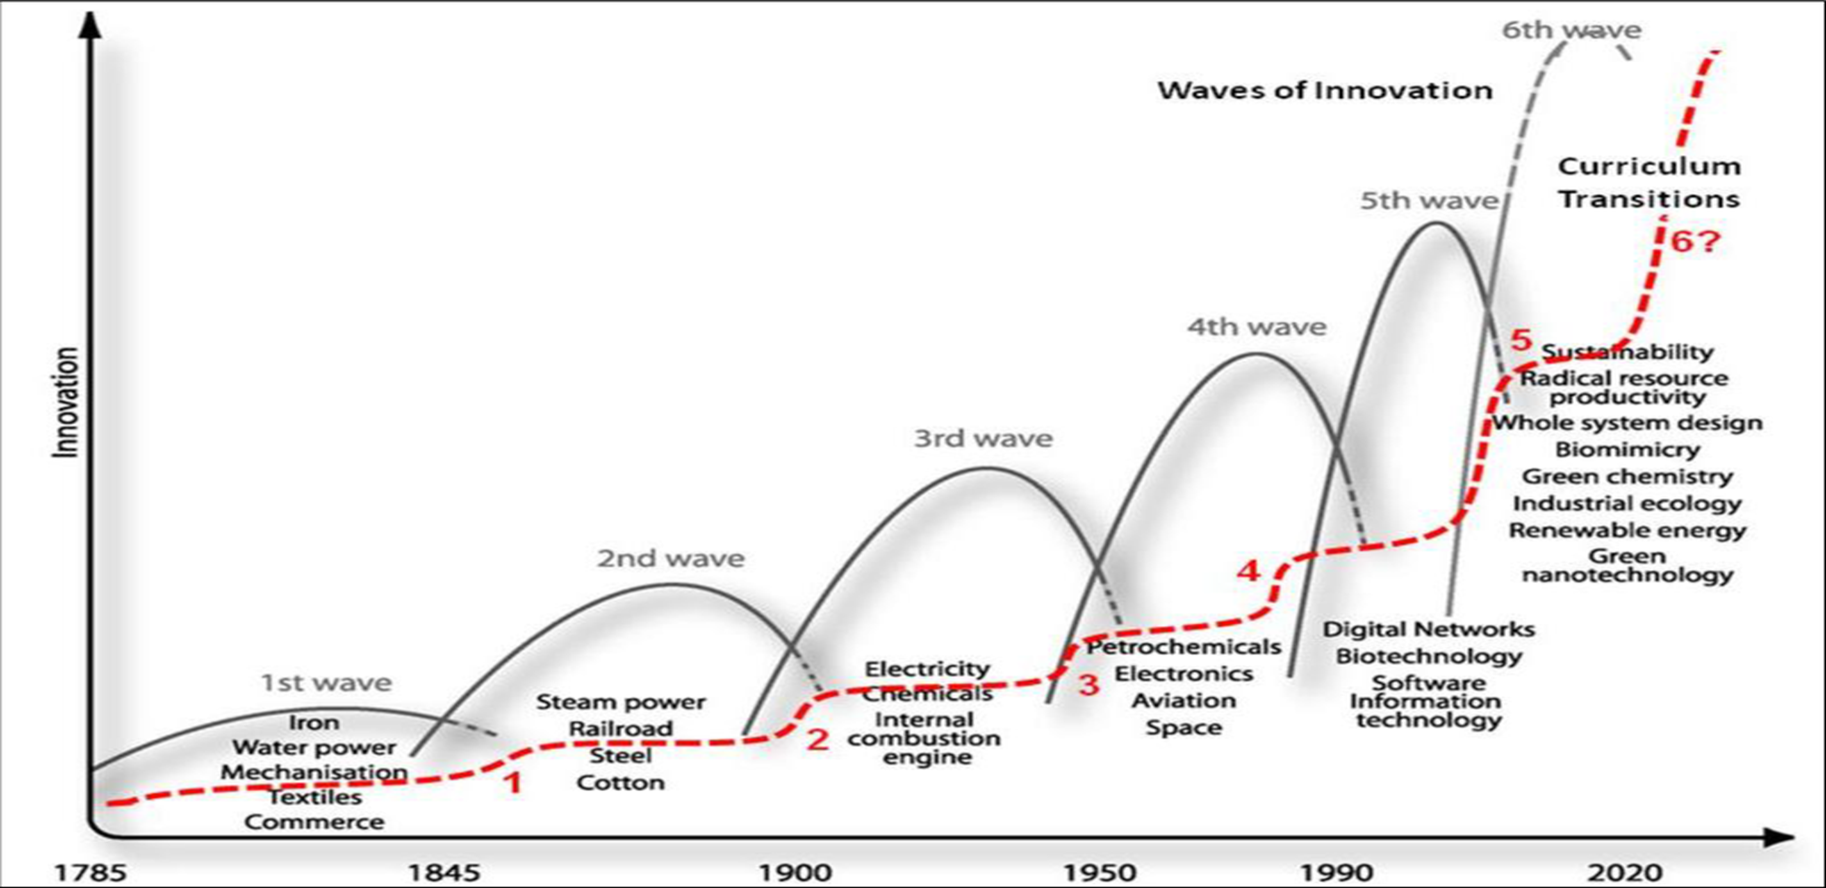 6th wave
Waves of Innovation
Curriculum
Transitions
5th wave
6?
4th wave
5
Sustainability
Radical resource
productivity
Whole system design
Biomimicry
Green chemistry
Industrial ecology
Renewable energy
Green
nanotechnology
Innovation
3rd wave
2nd wave
4
Digital Networks
Biotechnology
Software
Information
technology
Petrochemicals
Electronics
Aviation
Space
3
Electricity
Chemicals
Internal
combustion
engine
2
Steam power
Railroad
Steel
Cotton
1
1st wave
Iron
Water power
Mechanisation
Textiles
Commerce
1785 1845 1900 1950 1990 2020